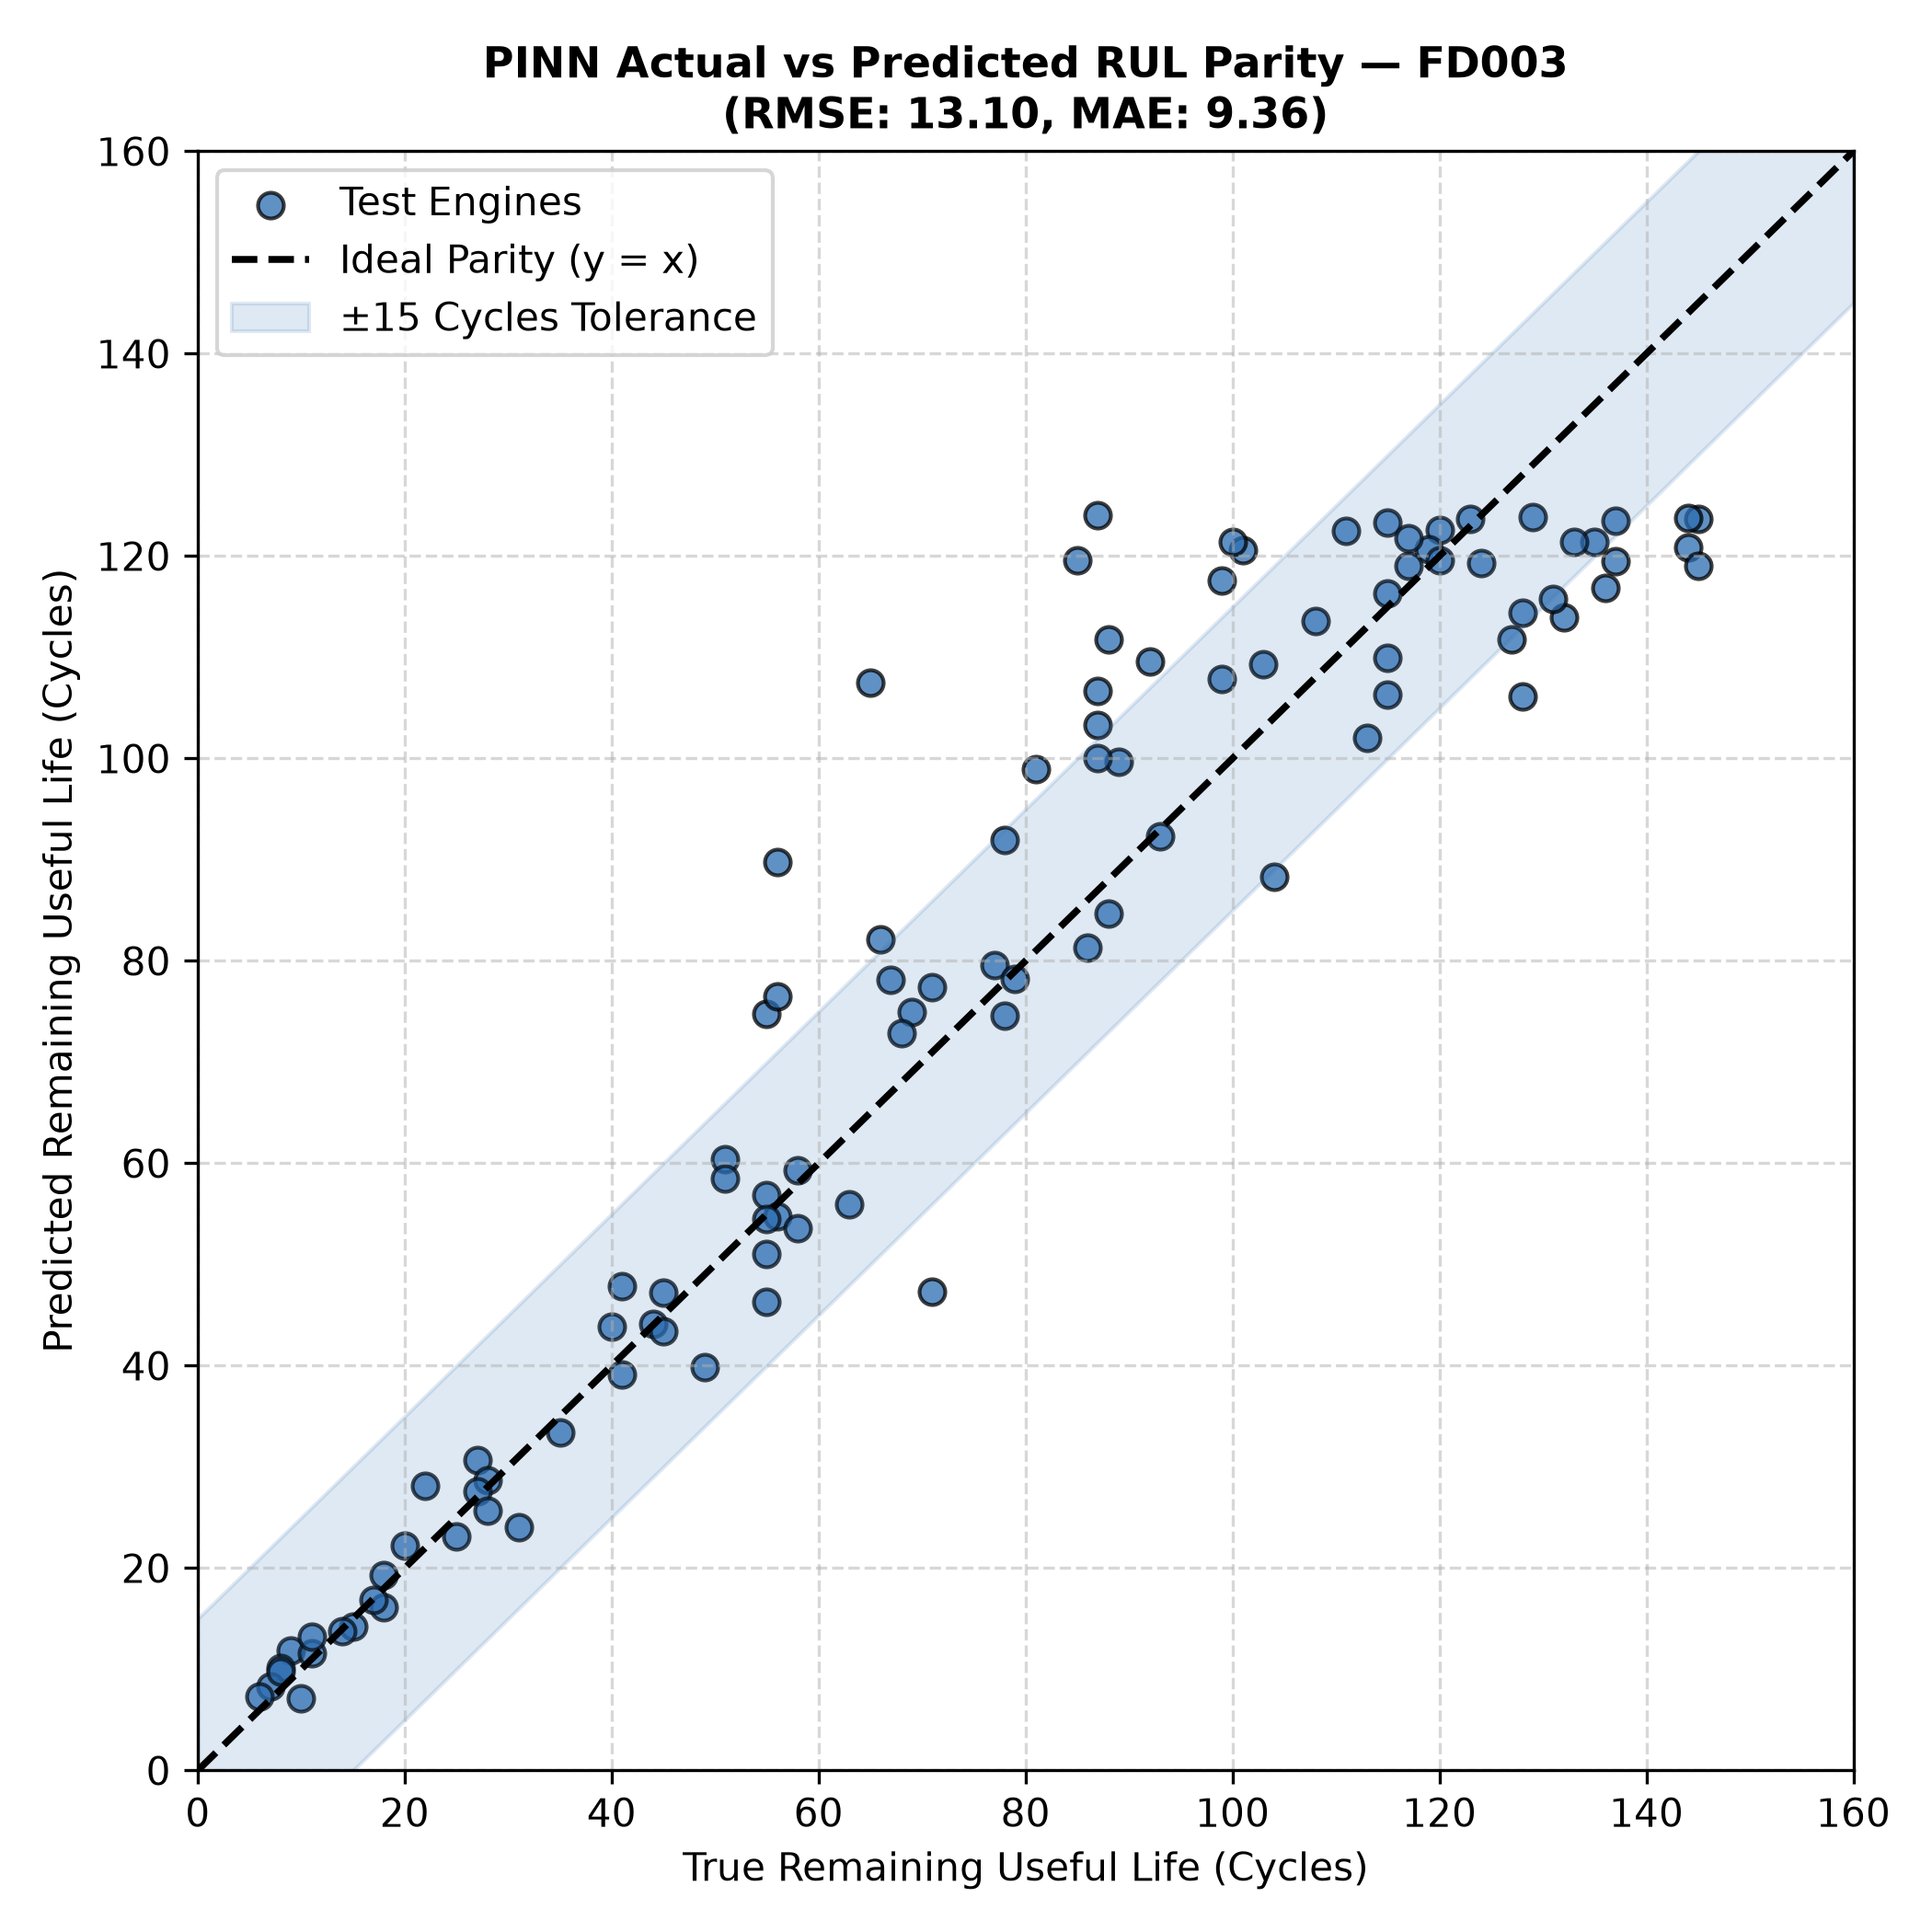 PINN Actual vs Predicted RUL Parity — FD003
(RMSE: 13.10, MAE: 9.36)
Test Engines
Ideal Parity (y = x)
±15 Cycles Tolerance
Predicted Remaining Useful Life (Cycles)
160
140
120
100
80
60
40
20
0
0 20 40 60 80 100 120 140 160
True Remaining Useful Life (Cycles)